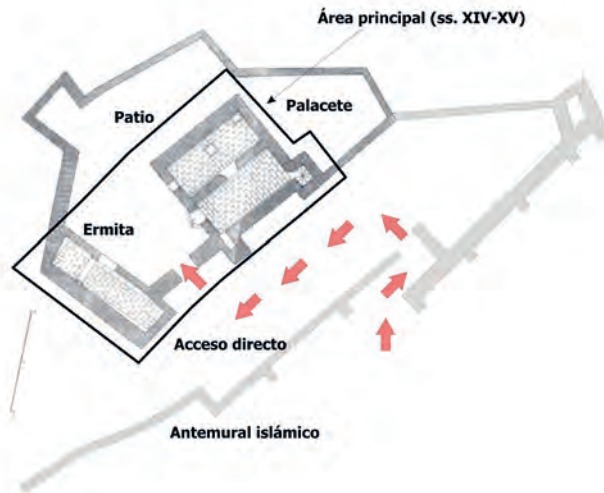 Área principal (ss. XIV-XV)
Palacete
Patio
Ermita
Acceso directo
Antemural islámico